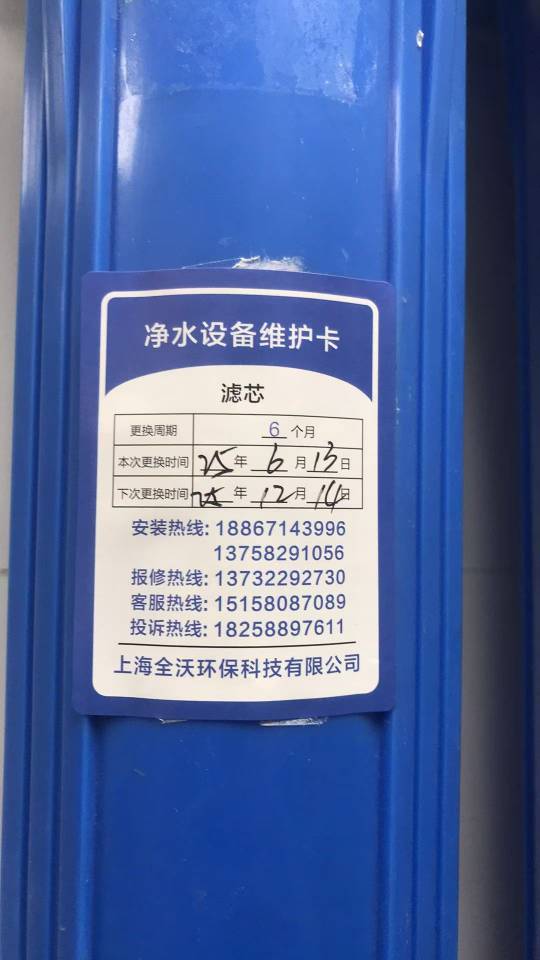 净水设备维护卡
滤芯
更换周期 6 个月
本次更换时间 25 年 6 月 13 日
下次更换时间 25 年 12 月 14 日
安装热线: 18867143996
13758291056
报修热线: 13732292730
客服热线: 15158087089
投诉热线: 18258897611
上海全沃环保科技有限公司